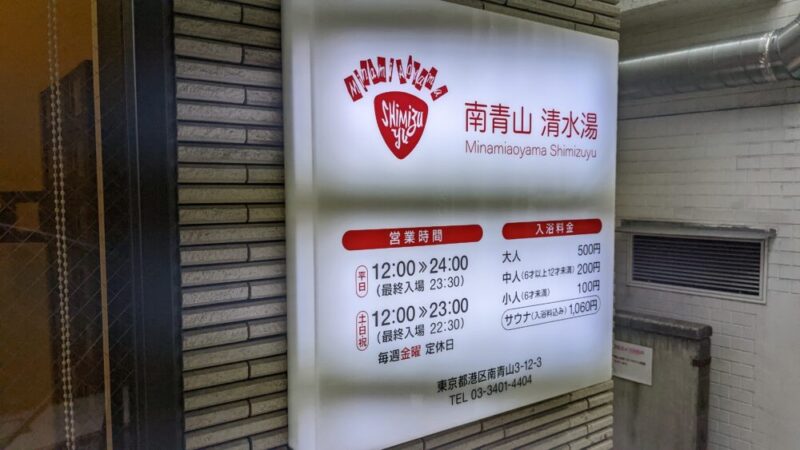 MINAMI AOYAMA
SHiMiZU
YU
南青山 清水湯
Minamiaoyama Shimizuyu
営業時間
平日 12:00≫24:00
(最終入場 23:30)
土日祝 12:00≫23:00
(最終入場 22:30)
毎週金曜 定休日
入浴料金
大人 500円
中人(6才以上12才未満) 200円
小人(6才未満) 100円
サウナ(入浴料込み) 1,060円
東京都港区南青山3-12-3
TEL 03-3401-4404